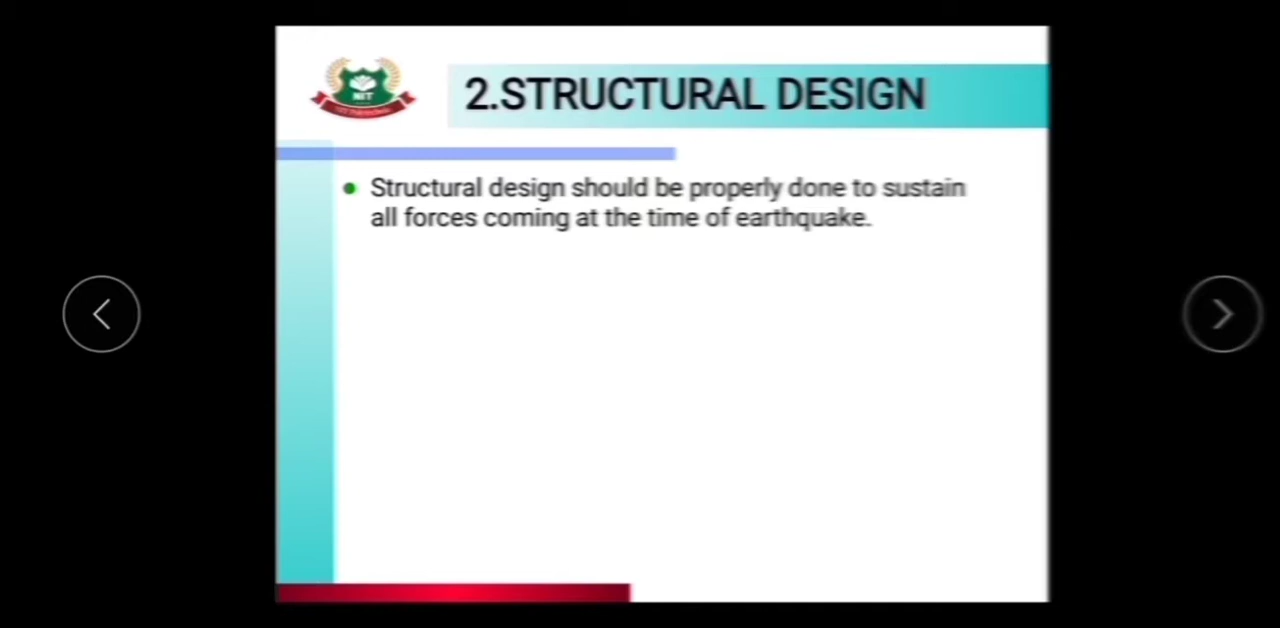 NIT
2.STRUCTURAL DESIGN
Structural design should be properly done to sustain
all forces coming at the time of earthquake.